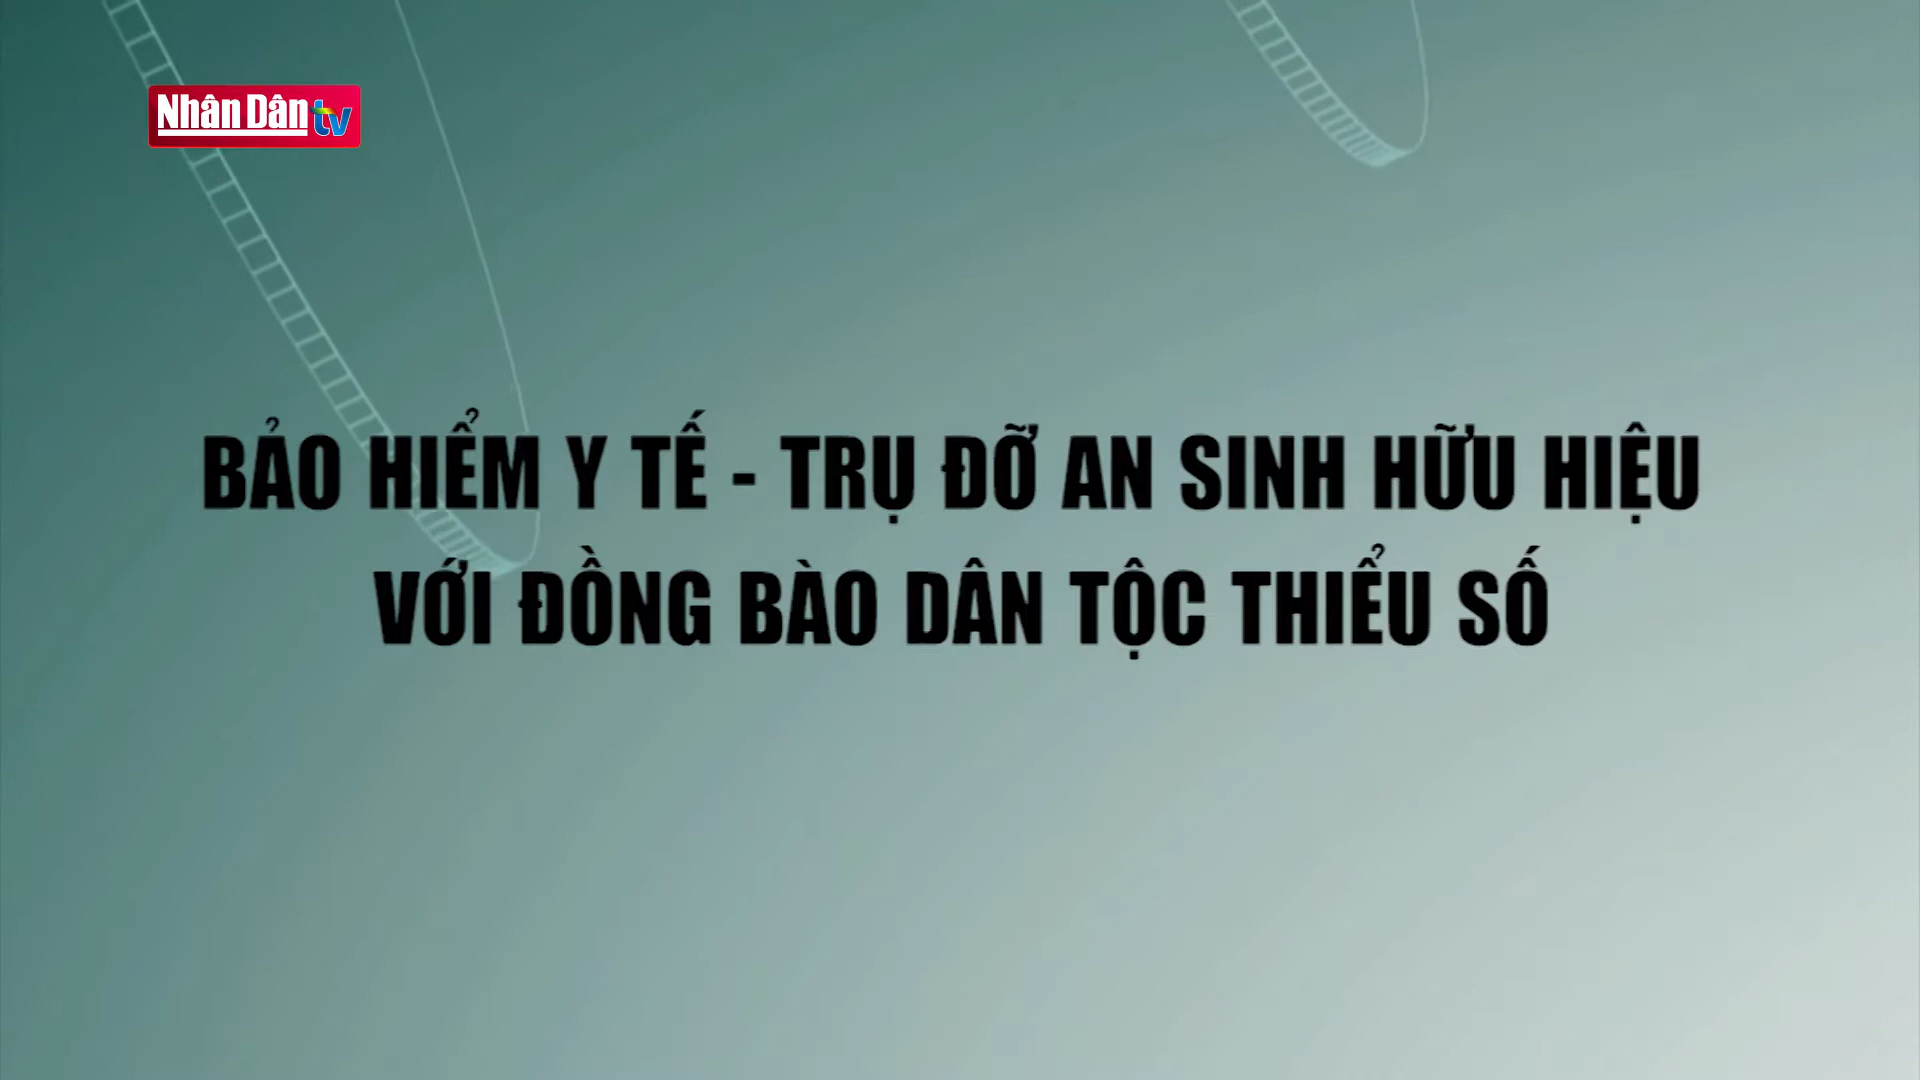 Nhân Dân tv
BẢO HIỂM Y TẾ - TRỤ ĐỠ AN SINH HỮU HIỆU
VỚI ĐỒNG BÀO DÂN TỘC THIỂU SỐ